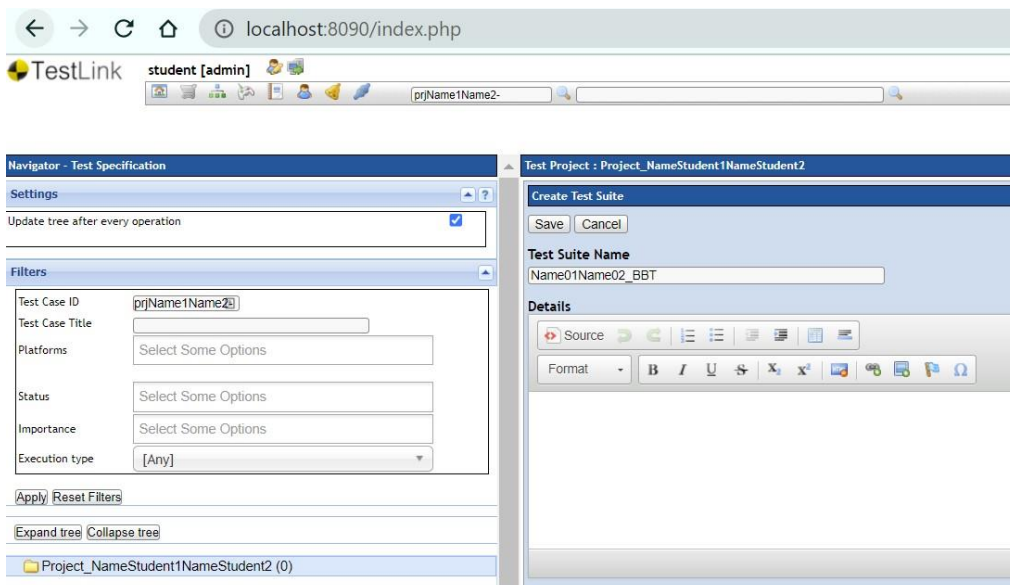 localhost:8090/index.php
TestLink
student [admin]
prjName1Name2-
Navigator - Test Specification
Settings
?
Update tree after every operation
Filters
Test Case ID
prjName1Name2
Test Case Title
Platforms
Select Some Options
Status
Select Some Options
Importance
Select Some Options
Execution type
[Any]
Apply Reset Filters
Expand tree Collapse tree
Project_NameStudent1NameStudent2 (0)
Test Project : Project_NameStudent1NameStudent2
Create Test Suite
Save Cancel
Test Suite Name
Name01Name02_BBT
Details
Source
Format B I U S X₂ x² Ω